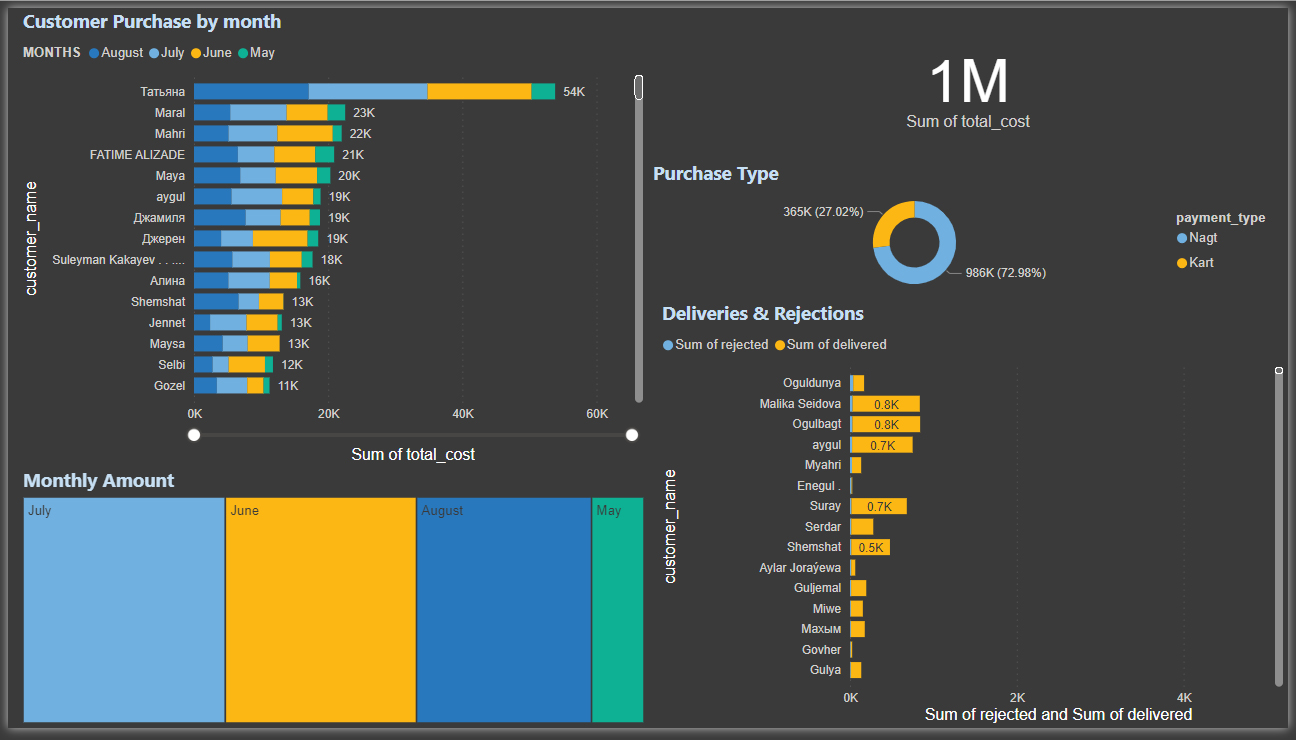 Customer Purchase by month
MONTHS August July June May
customer_name
Татьяна 54K
Maral 23K
Mahri 22K
FATIME ALIZADE 21K
Maya 20K
aygul 19K
Джамиля 19K
Джерен 19K
Suleyman Kakayev . . ....  18K
Алина 16K
Shemshat 13K
Jennet 13K
Maysa 13K
Selbi 12K
Gozel 11K
0K 20K 40K 60K
Sum of total_cost
Monthly Amount
July June August May
1M
Sum of total_cost
Purchase Type
365K (27.02%)
986K (72.98%)
payment_type
Nagt
Kart
Deliveries & Rejections
Sum of rejected Sum of delivered
customer_name
Oguldunya
Malika Seidova 0.8K
Ogulbagt 0.8K
aygul 0.7K
Myahri
Enegul .
Suray 0.7K
Serdar
Shemshat 0.5K
Aylar Joraýewa
Guljemal
Miwe
Махым
Govher
Gulya
0K 2K 4K
Sum of rejected and Sum of delivered